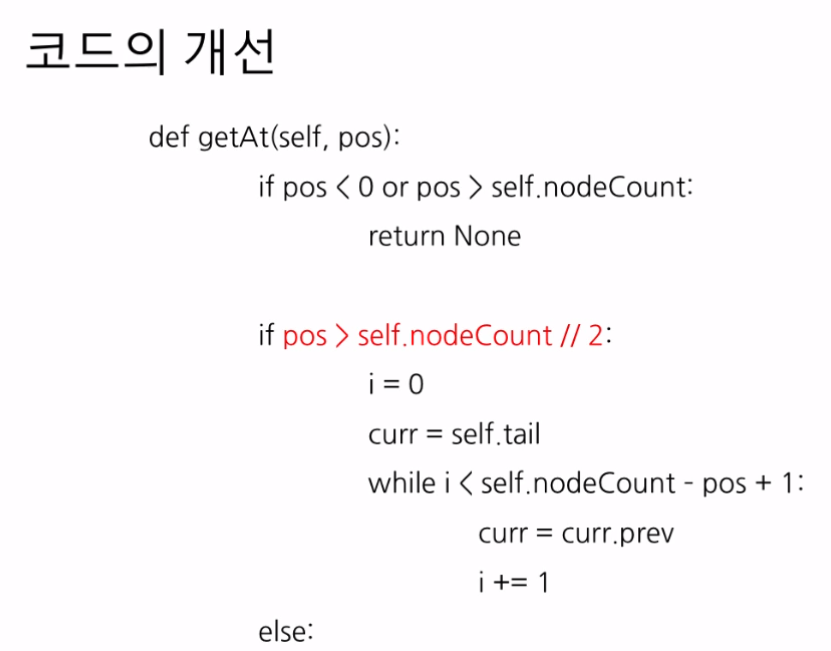 코드의 개선
def getAt(self, pos):
if pos < 0 or pos > self.nodeCount:
return None
if pos > self.nodeCount // 2:
i = 0
curr = self.tail
while i < self.nodeCount - pos + 1:
curr = curr.prev
i += 1
else: